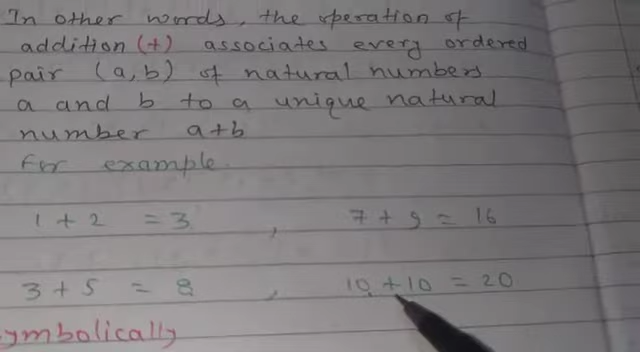 In other words, the operation of
addition (+) associates every ordered
pair (a, b) of natural numbers
a and b to a unique natural
number a+b
For example.
1 + 2 = 3 , 7 + 9 = 16
3 + 5 = 8 , 10 + 10 = 20
ymbolically